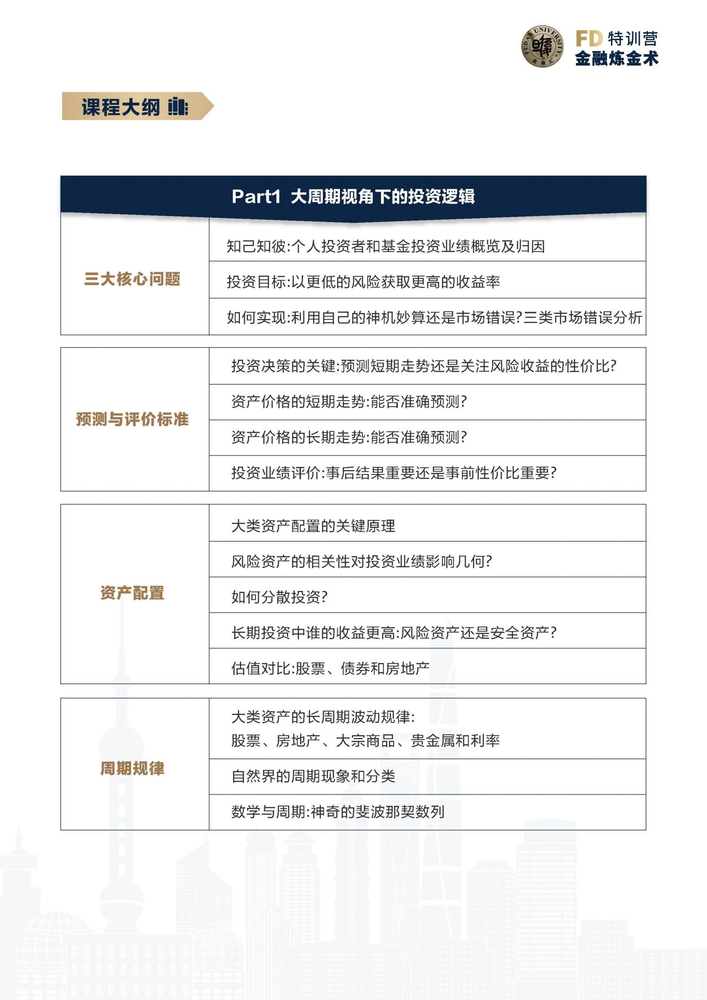 FUDAN UNIVERSITY
金融汇
FD 特训营
金融炼金术
课程大纲
Part1 大周期视角下的投资逻辑
三大核心问题
知己知彼:个人投资者和基金投资业绩概览及归因
投资目标:以更低的风险获取更高的收益率
如何实现:利用自己的神机妙算还是市场错误?三类市场错误分析
预测与评价标准
投资决策的关键:预测短期走势还是关注风险收益的性价比?
资产价格的短期走势:能否准确预测?
资产价格的长期走势:能否准确预测?
投资业绩评价:事后结果重要还是事前性价比重要?
资产配置
大类资产配置的关键原理
风险资产的相关性对投资业绩影响几何?
如何分散投资?
长期投资中谁的收益更高:风险资产还是安全资产?
估值对比:股票、债券和房地产
周期规律
大类资产的长周期波动规律:
股票、房地产、大宗商品、贵金属和利率
自然界的周期现象和分类
数学与周期:神奇的斐波那契数列